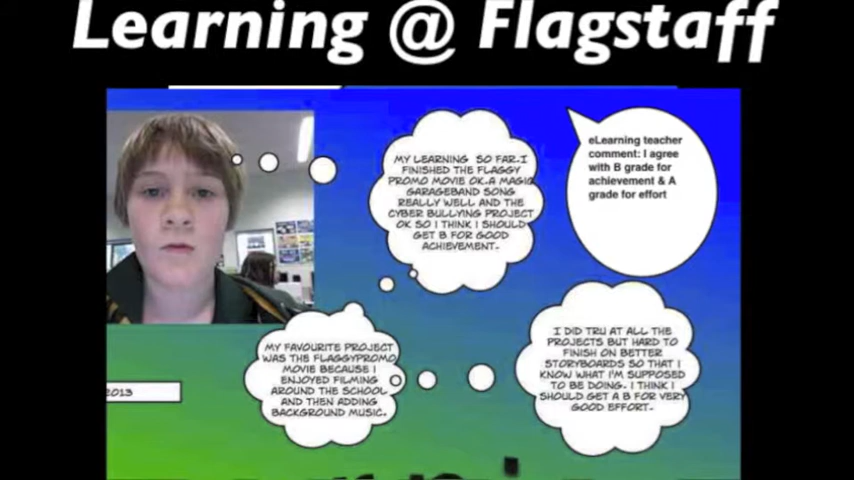 Learning @ Flagstaff
MY LEARNING SO FAR.I
FINISHED THE FLAGGY
PROMO MOVIE OK.A MAGIC
GARAGEBAND SONG
REALLY WELL AND THE
CYBER BULLYING PROJECT
OK SO I THINK I SHOULD
GET B FOR GOOD
ACHIEVEMENT.
eLearning teacher
comment: I agree
with B grade for
achievement & A
grade for effort
MY FAVOURITE PROJECT
WAS THE FLAGGYPROMO
MOVIE BECAUSE I
ENJOYED FILMING
AROUND THE SCHOOL
AND THEN ADDING
BACKGROUND MUSIC.
I DID TRU AT ALL THE
PROJECTS BUT HARD TO
FINISH ON BETTER
STORYBOARDS SO THAT I
KNOW WHAT I'M SUPPOSED
TO BE DOING. I THINK I
SHOULD GET A B FOR VERY
GOOD EFFORT.
2013